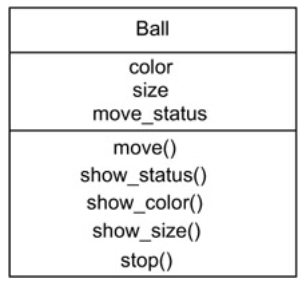 Ball
color
size
move_status
move()
show_status()
show_color()
show_size()
stop()